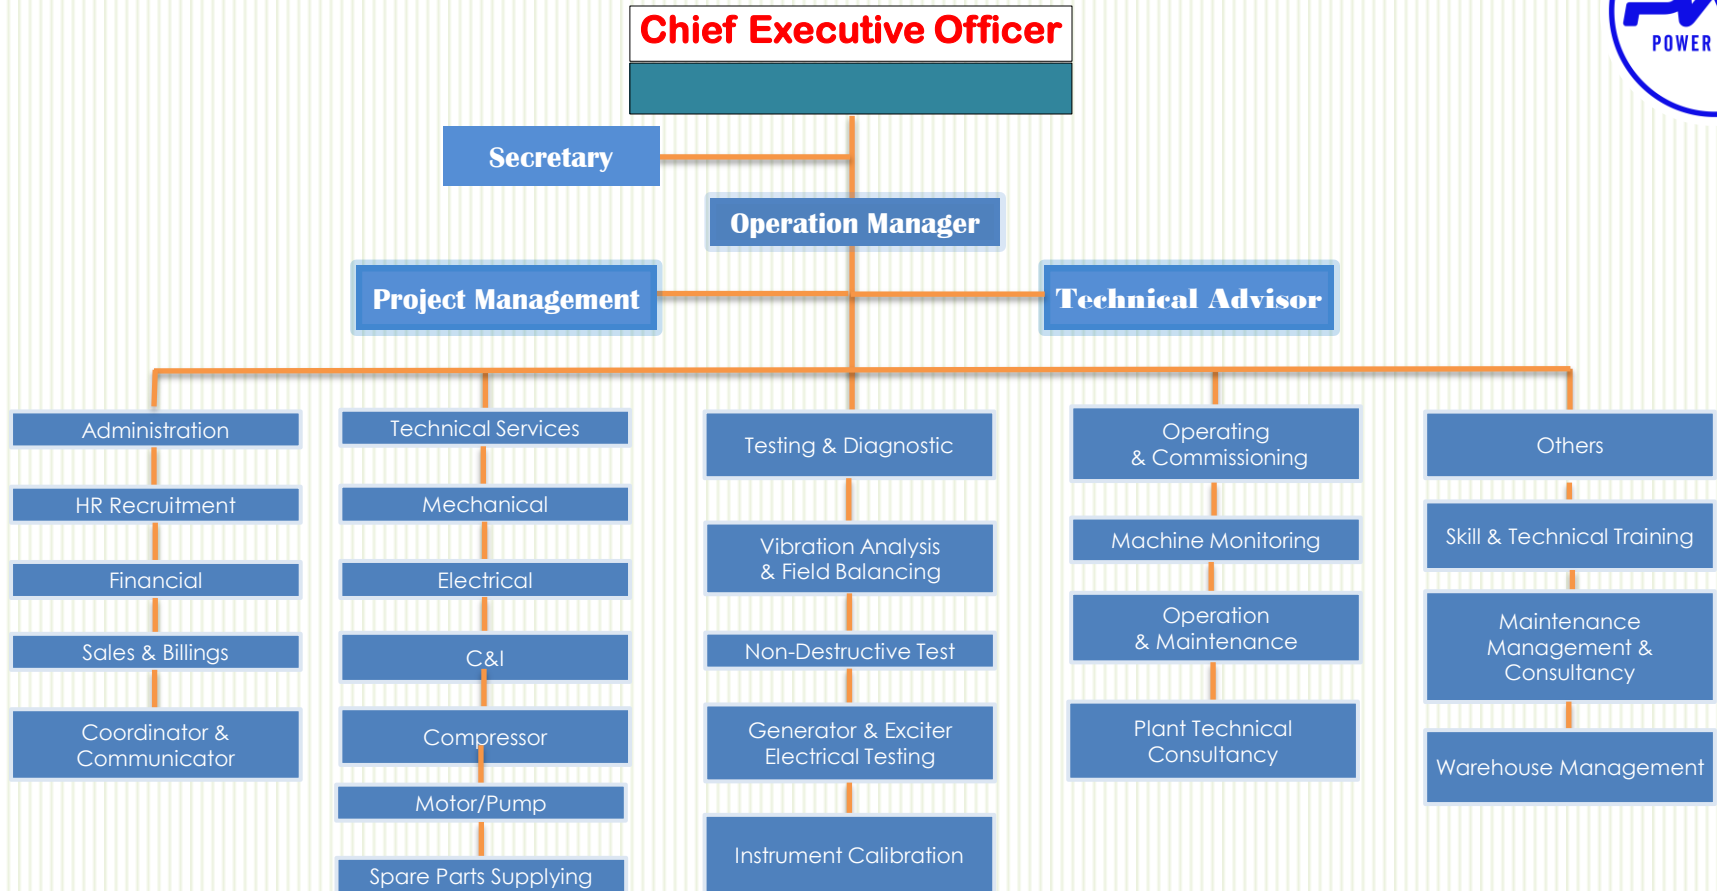 Chief Executive Officer
POWER
Secretary
Operation Manager
Project Management
Technical Advisor
Administration
HR Recruitment
Financial
Sales & Billings
Coordinator &
Communicator
Technical Services
Mechanical
Electrical
C&I
Compressor
Motor/Pump
Spare Parts Supplying
Testing & Diagnostic
Vibration Analysis
& Field Balancing
Non-Destructive Test
Generator & Exciter
Electrical Testing
Instrument Calibration
Operating
& Commissioning
Machine Monitoring
Operation
& Maintenance
Plant Technical
Consultancy
Others
Skill & Technical Training
Maintenance
Management &
Consultancy
Warehouse Management